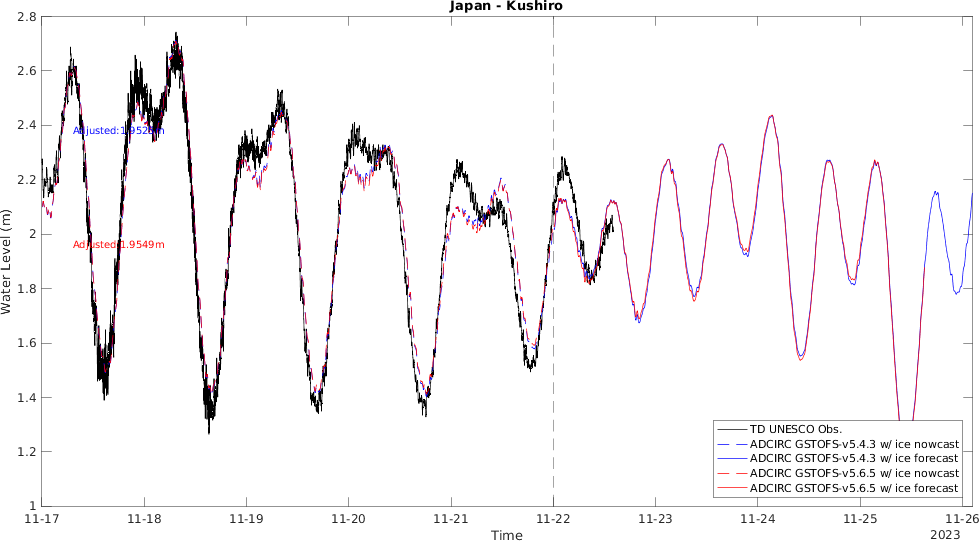 Japan - Kushiro
2.8
2.6
2.4
2.2
2
1.8
1.6
1.4
1.2
1
Water Level (m)
Adjusted:1.9549m
11-17
11-18
11-19
11-20
11-21
11-22
11-23
11-24
11-25
11-26
Time
2023
TD UNESCO Obs.
ADCIRC GSTOFS-v5.4.3 w/ ice nowcast
ADCIRC GSTOFS-v5.4.3 w/ ice forecast
ADCIRC GSTOFS-v5.6.5 w/ ice nowcast
ADCIRC GSTOFS-v5.6.5 w/ ice forecast